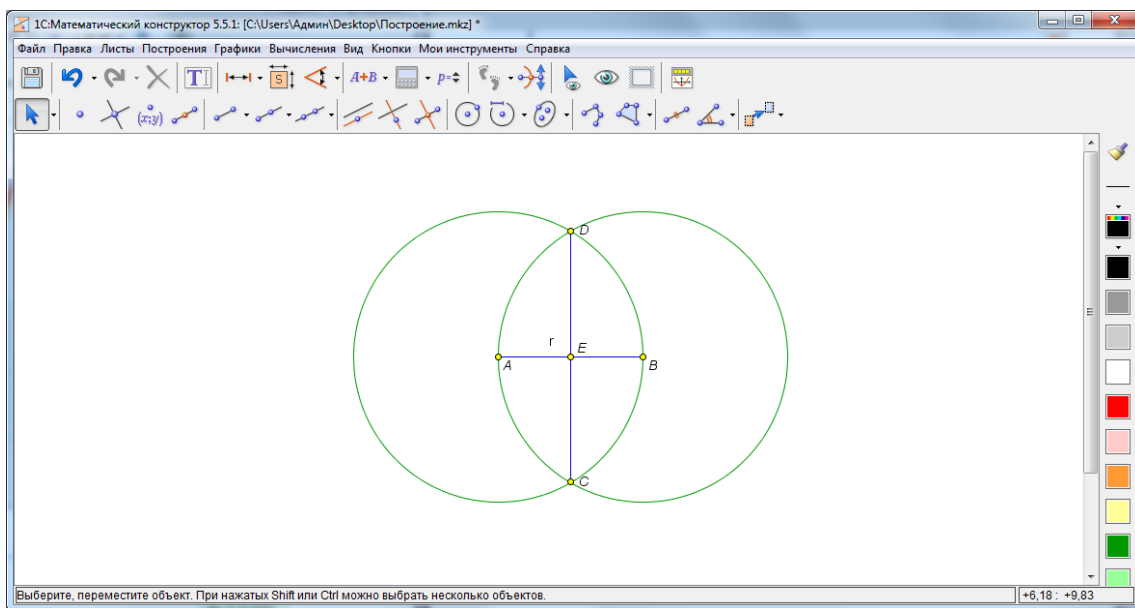 1С:Математический конструктор 5.5.1: [C:\Users\Админ\Desktop\Построение.mkz] *
Файл Правка Листы Построения Графики Вычисления Вид Кнопки Мои инструменты Справка
T S A+B p=
(x;y)
D
r E
A B
C
Выберите, переместите объект. При нажатых Shift или Ctrl можно выбрать несколько объектов. +6,18 : +9,83